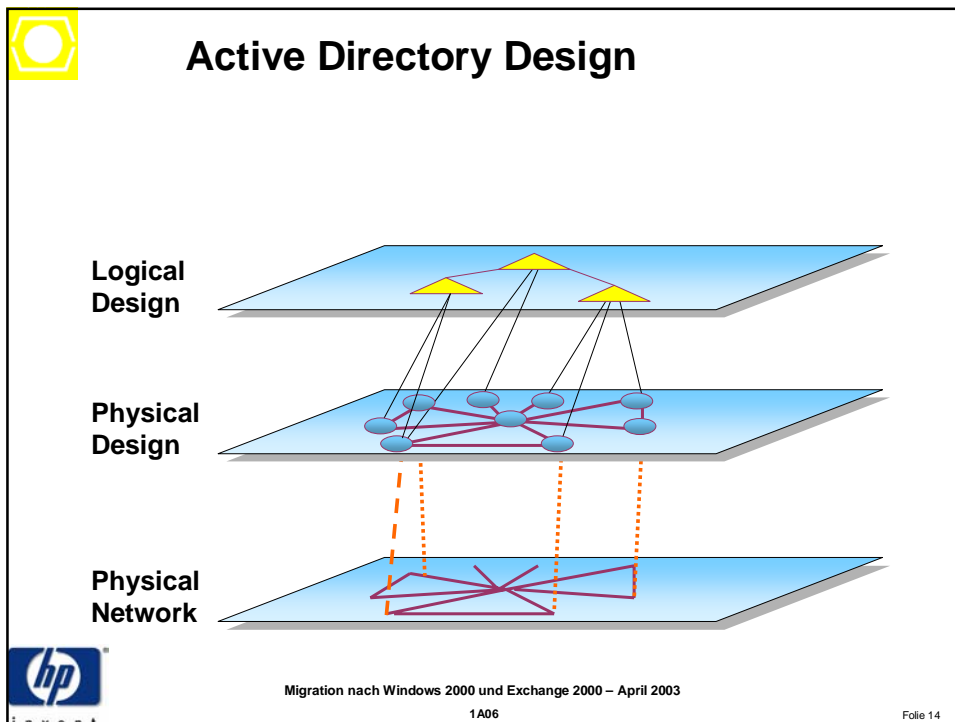 Active Directory Design
Logical
Design
Physical
Design
Physical
Network
hp
Migration nach Windows 2000 und Exchange 2000 – April 2003
1A06
Folie 14